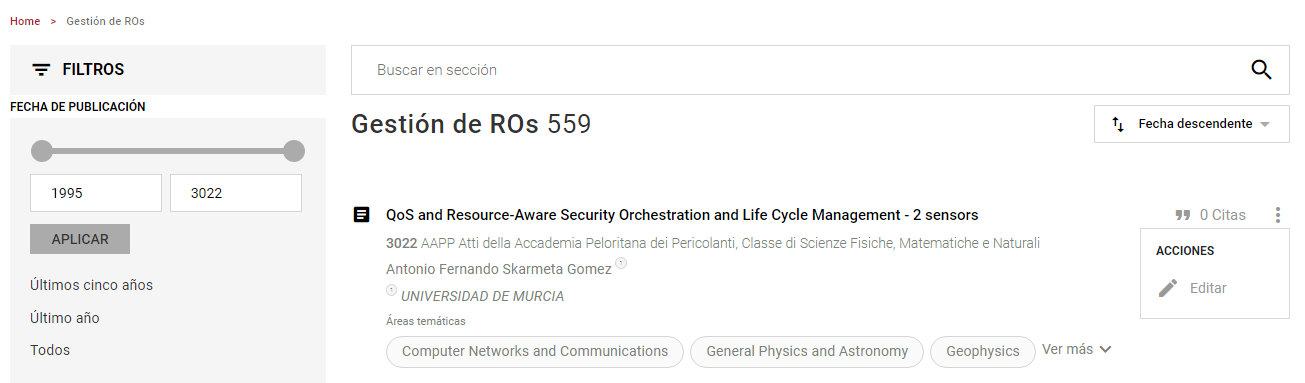 Home > Gestión de ROs
FILTROS
FECHA DE PUBLICACIÓN
1995 3022
APLICAR
Últimos cinco años
Último año
Todos
Buscar en sección
Gestión de ROs 559
Fecha descendente
QoS and Resource-Aware Security Orchestration and Life Cycle Management - 2 sensors
0 Citas
3022 AAPP Atti della Accademia Peloritana dei Pericolanti, Classe di Scienze Fisiche, Matematiche e Naturali
Antonio Fernando Skarmeta Gomez 1
1 UNIVERSIDAD DE MURCIA
Áreas temáticas
Computer Networks and Communications General Physics and Astronomy Geophysics Ver más
ACCIONES
Editar